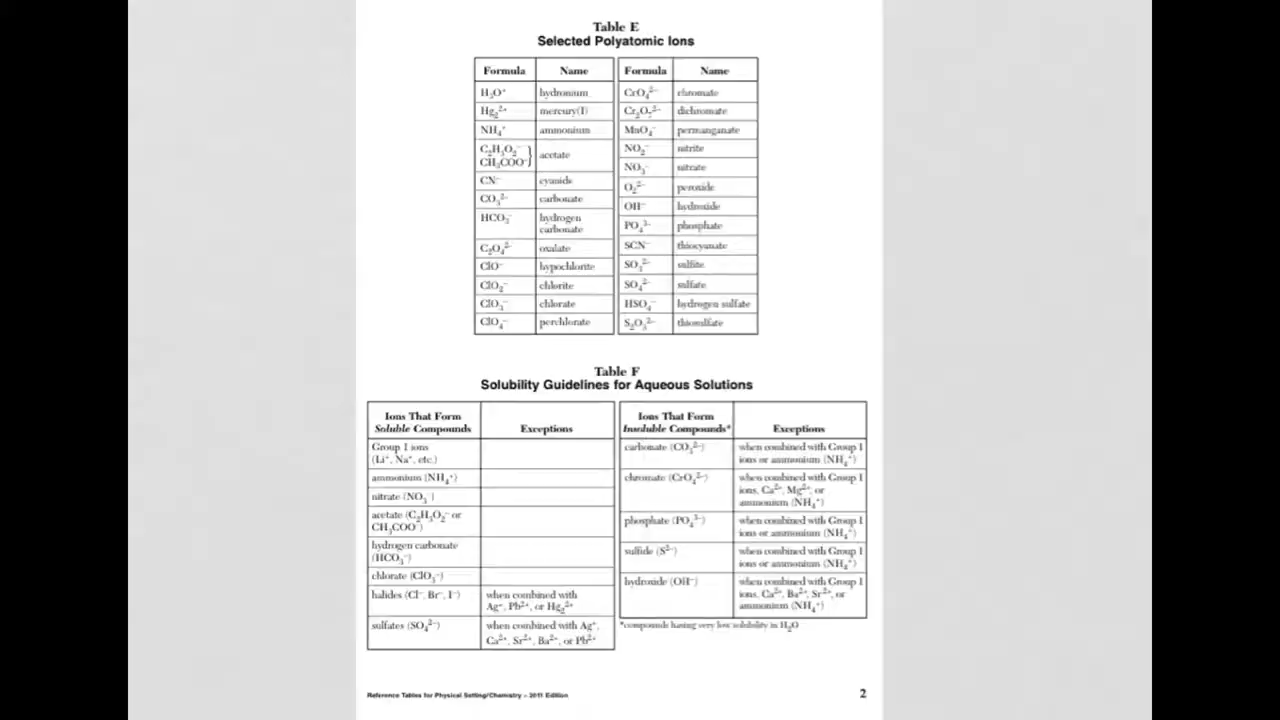 Table E
Selected Polyatomic Ions
Formula Name
H₃O⁺ hydronium
Hg₂²⁺ mercury(I)
NH₄⁺ ammonium
C₂H₃O₂⁻
CH₃COO⁻} acetate
CN⁻ cyanide
CO₃²⁻ carbonate
HCO₃⁻ hydrogen
carbonate
C₂O₄²⁻ oxalate
ClO⁻ hypochlorite
ClO₂⁻ chlorite
ClO₃⁻ chlorate
ClO₄⁻ perchlorate
Formula Name
CrO₄²⁻ chromate
Cr₂O₇²⁻ dichromate
MnO₄⁻ permanganate
NO₂⁻ nitrite
NO₃⁻ nitrate
O₂²⁻ peroxide
OH⁻ hydroxide
PO₄³⁻ phosphate
SCN⁻ thiocyanate
SO₃²⁻ sulfite
SO₄²⁻ sulfate
HSO₄⁻ hydrogen sulfate
S₂O₃²⁻ thiosulfate
Table F
Solubility Guidelines for Aqueous Solutions
Ions That Form
Soluble Compounds Exceptions
Group 1 ions
(Li⁺, Na⁺, etc.)
ammonium (NH₄⁺)
nitrate (NO₃⁻)
acetate (C₂H₃O₂⁻ or
CH₃COO⁻)
hydrogen carbonate
(HCO₃⁻)
chlorate (ClO₃⁻)
halides (Cl⁻, Br⁻, I⁻) when combined with
Ag⁺, Pb²⁺, or Hg₂²⁺
sulfates (SO₄²⁻) when combined with Ag⁺,
Ca²⁺, Sr²⁺, Ba²⁺, or Pb²⁺
Ions That Form
Insoluble Compounds* Exceptions
carbonate (CO₃²⁻) when combined with Group 1
ions or ammonium (NH₄⁺)
chromate (CrO₄²⁻) when combined with Group 1
ions, Ca²⁺, Mg²⁺, or
ammonium (NH₄⁺)
phosphate (PO₄³⁻) when combined with Group 1
ions or ammonium (NH₄⁺)
sulfide (S²⁻) when combined with Group 1
ions or ammonium (NH₄⁺)
hydroxide (OH⁻) when combined with Group 1
ions, Ca²⁺, Ba²⁺, Sr²⁺, or
ammonium (NH₄⁺)
*compounds having very low solubility in H₂O
Reference Tables for Physical Setting/Chemistry – 2011 Edition 2